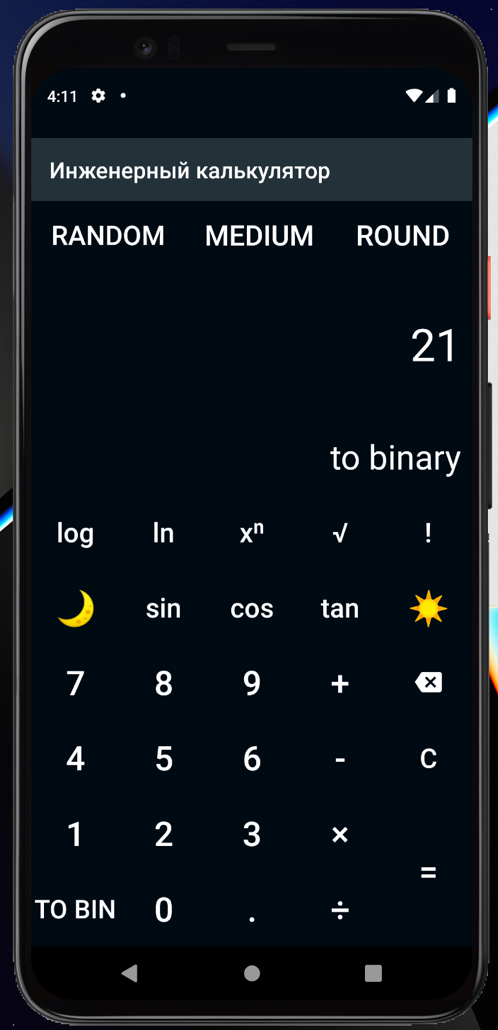 4:11
Инженерный калькулятор
RANDOM MEDIUM ROUND
21
to binary
log ln xⁿ √ !
sin cos tan
7 8 9 +
4 5 6 - C
1 2 3 ×
=
TO BIN 0 . ÷